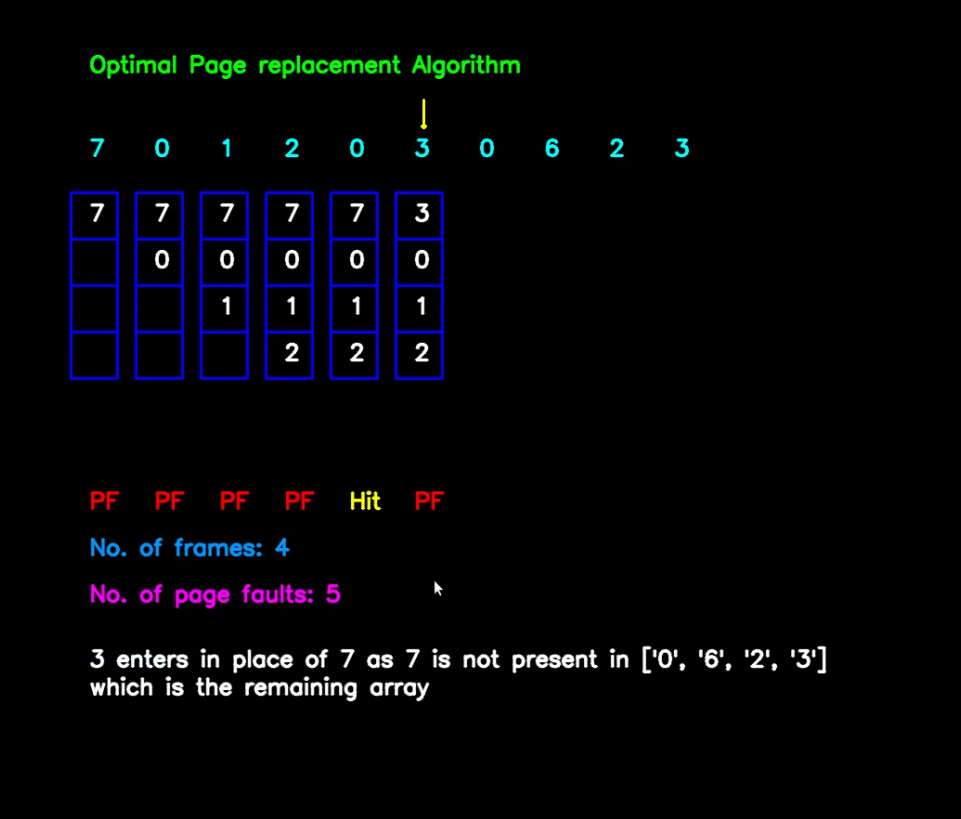 Optimal Page replacement Algorithm
7 0 1 2 0 3 0 6 2 3
7 7 7 7 7 3
0 0 0 0 0
1 1 1 1
2 2 2
PF PF PF PF Hit PF
No. of frames: 4
No. of page faults: 5
3 enters in place of 7 as 7 is not present in ['0', '6', '2', '3']
which is the remaining array